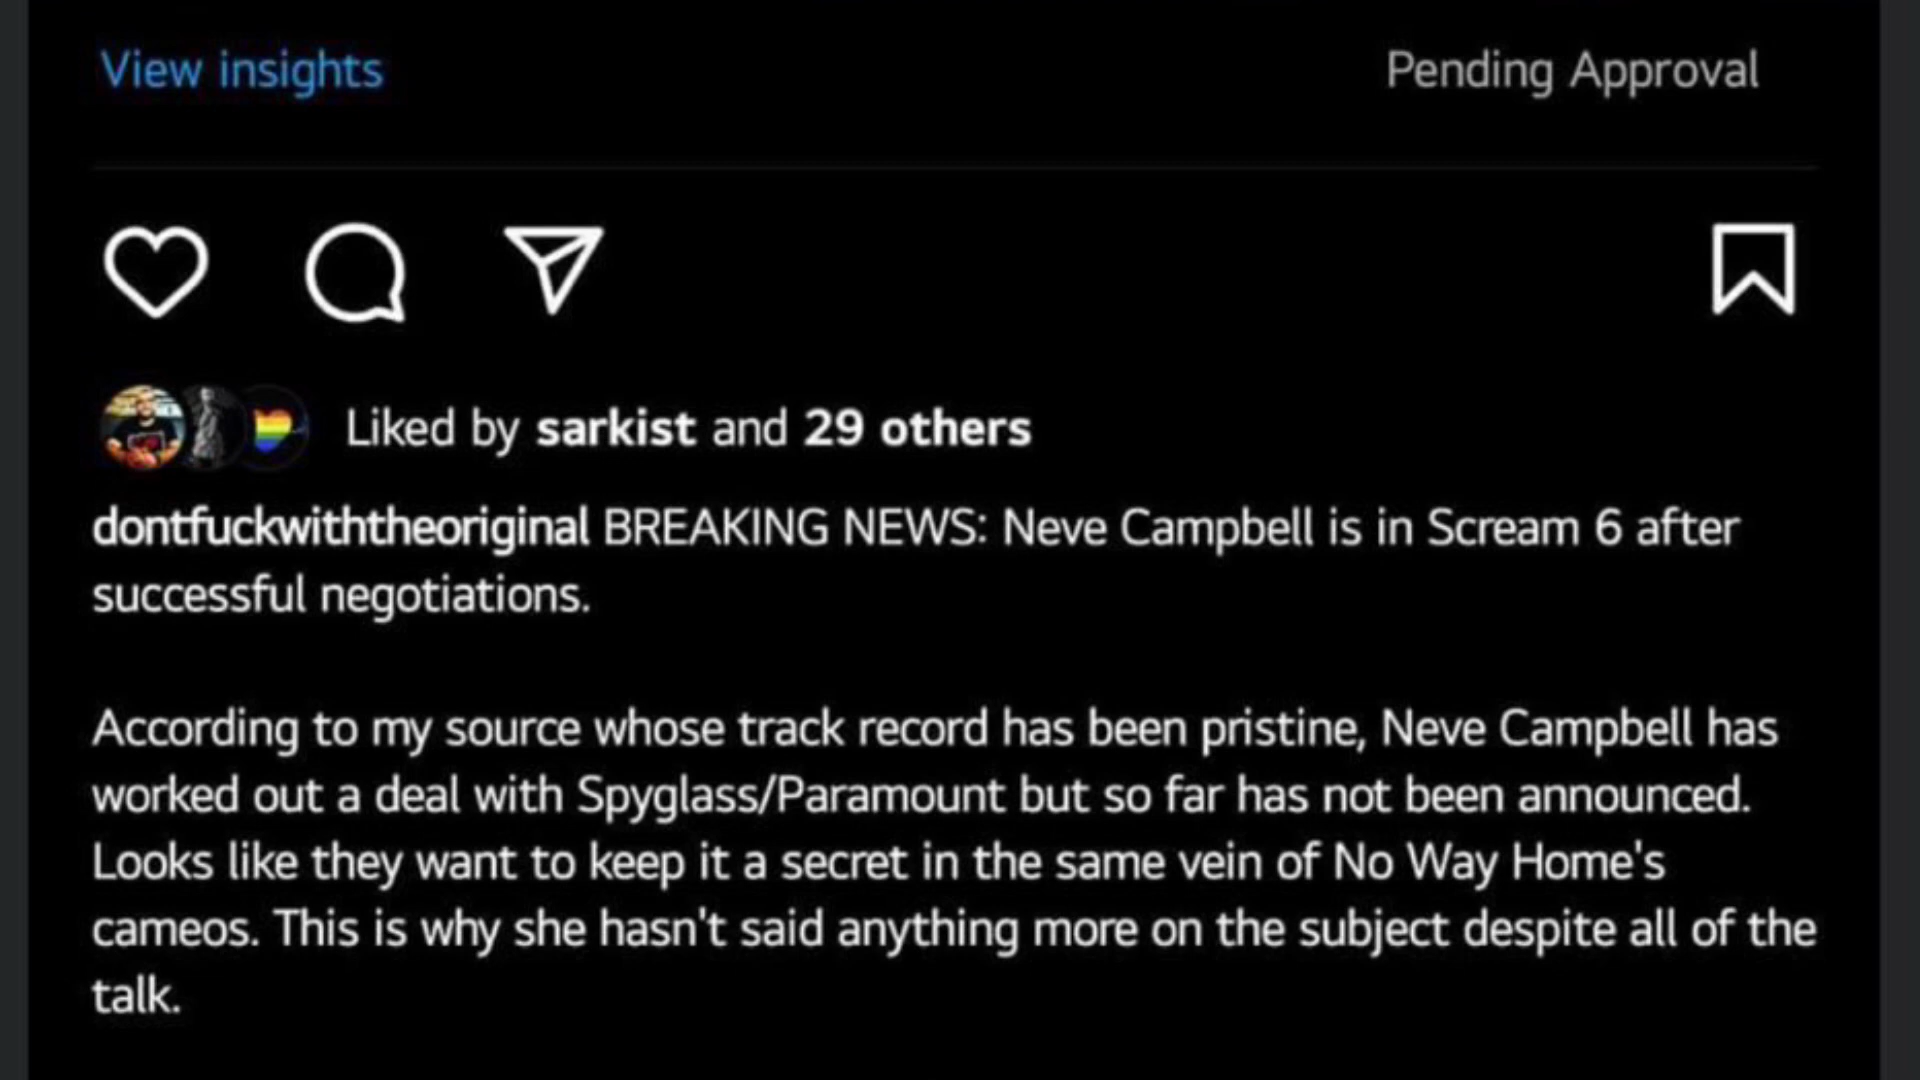 View insights
Pending Approval
Liked by sarkist and 29 others
dontfuckwiththeoriginal BREAKING NEWS: Neve Campbell is in Scream 6 after
successful negotiations.
According to my source whose track record has been pristine, Neve Campbell has
worked out a deal with Spyglass/Paramount but so far has not been announced.
Looks like they want to keep it a secret in the same vein of No Way Home's
cameos. This is why she hasn't said anything more on the subject despite all of the
talk.